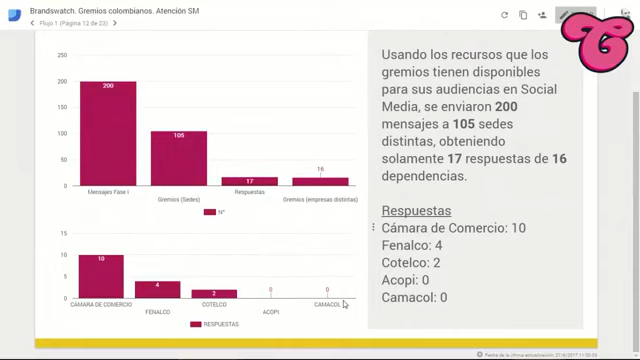 Brandswatch. Gremios colombianos. Atención SM
Flujo 1 (Página 12 de 23)
250
200
150
100
50
0
200
105
17
16
Mensajes Fase I
Gremios (Sedes)
Respuestas
Gremios (empresas distintas)
N°
15
10
5
0
10
4
2
0
0
CÁMARA DE COMERCIO
FENALCO
COTELCO
ACOPI
CAMACOL
RESPUESTAS
Usando los recursos que los
gremios tienen disponibles
para sus audiencias en Social
Media, se enviaron 200
mensajes a 105 sedes
distintas, obteniendo
solamente 17 respuestas de 16
dependencias.
Respuestas
Cámara de Comercio: 10
Fenalco: 4
Cotelco: 2
Acopi: 0
Camacol: 0